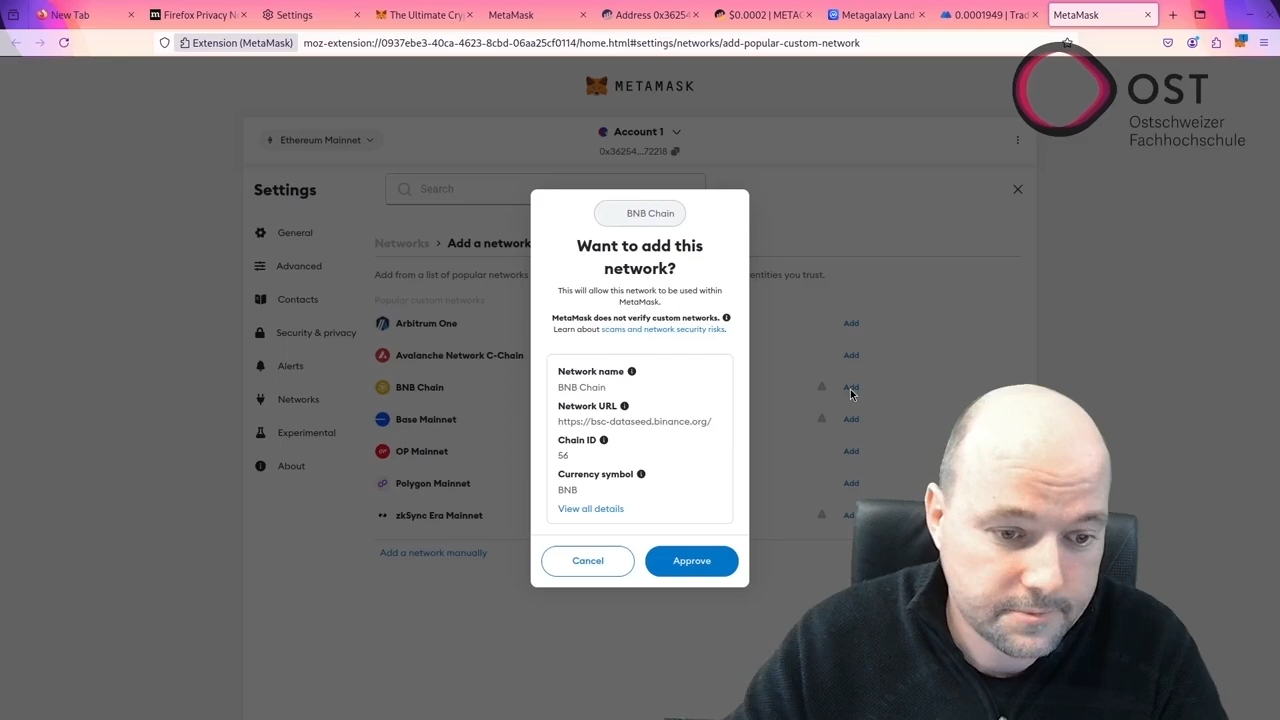 New Tab
Firefox Privacy N
Settings
The Ultimate Cry
MetaMask
Address 0x3625
$0.0002 | META
Metagalaxy Land
0.0001949 | Trad
MetaMask
Extension (MetaMask)
moz-extension://0937ebe3-40ca-4623-8cbd-06aa25cf0114/home.html#settings/networks/add-popular-custom-network
METAMASK
OST
Ostschweizer
Fachhochschule
Ethereum Mainnet
Account 1
0x36254...72218
Settings
Search
General
Advanced
Contacts
Security & privacy
Alerts
Networks
Experimental
About
Networks > Add a network
Add from a list of popular networks
entities you trust.
Popular custom networks
Arbitrum One
Add
Avalanche Network C-Chain
Add
BNB Chain
Add
Base Mainnet
Add
OP Mainnet
Add
Polygon Mainnet
Add
zkSync Era Mainnet
Ad
Add a network manually
BNB Chain
Want to add this
network?
This will allow this network to be used within
MetaMask.
MetaMask does not verify custom networks.
Learn about scams and network security risks.
Network name
BNB Chain
Network URL
https://bsc-dataseed.binance.org/
Chain ID
56
Currency symbol
BNB
View all details
Cancel
Approve